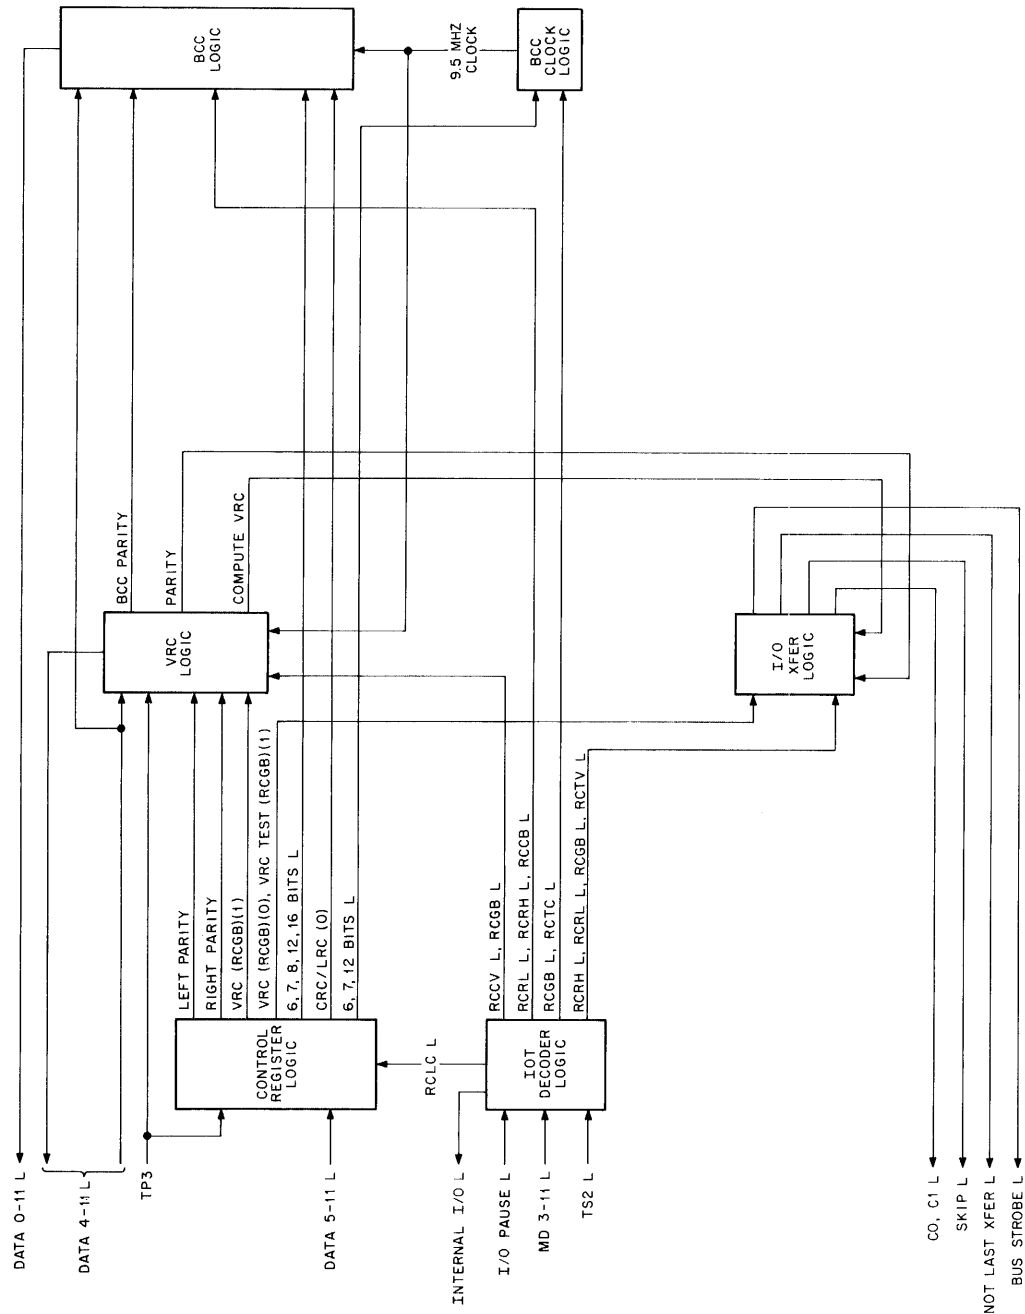 DATA 0-11 L
DATA 4-11 L
TP3
DATA 5-11 L
INTERNAL I/O L
I/O PAUSE L
MD 3-11 L
TS2 L
CO, C1 L
SKIP L
NOT LAST XFER L
BUS STROBE L
CONTROL
REGISTER
LOGIC
RCLC L
IOT
DECODER
LOGIC
LEFT PARITY
RIGHT PARITY
VRC (RCGB)(1)
VRC (RCGB)(0), VRC TEST (RCGB)(1)
6, 7, 8, 12, 16 BITS L
CRC/LRC (0)
6, 7, 12 BITS L
RCCV L, RCGB L
RCRL L, RCRH L, RCCB L
RCGB L, RCTC L
RCRH L, RCRL L, RCGB L, RCTV L
VRC
LOGIC
BCC PARITY
PARITY
COMPUTE VRC
I/O
XFER
LOGIC
BCC
LOGIC
9.5 MHZ
CLOCK
BCC
CLOCK
LOGIC